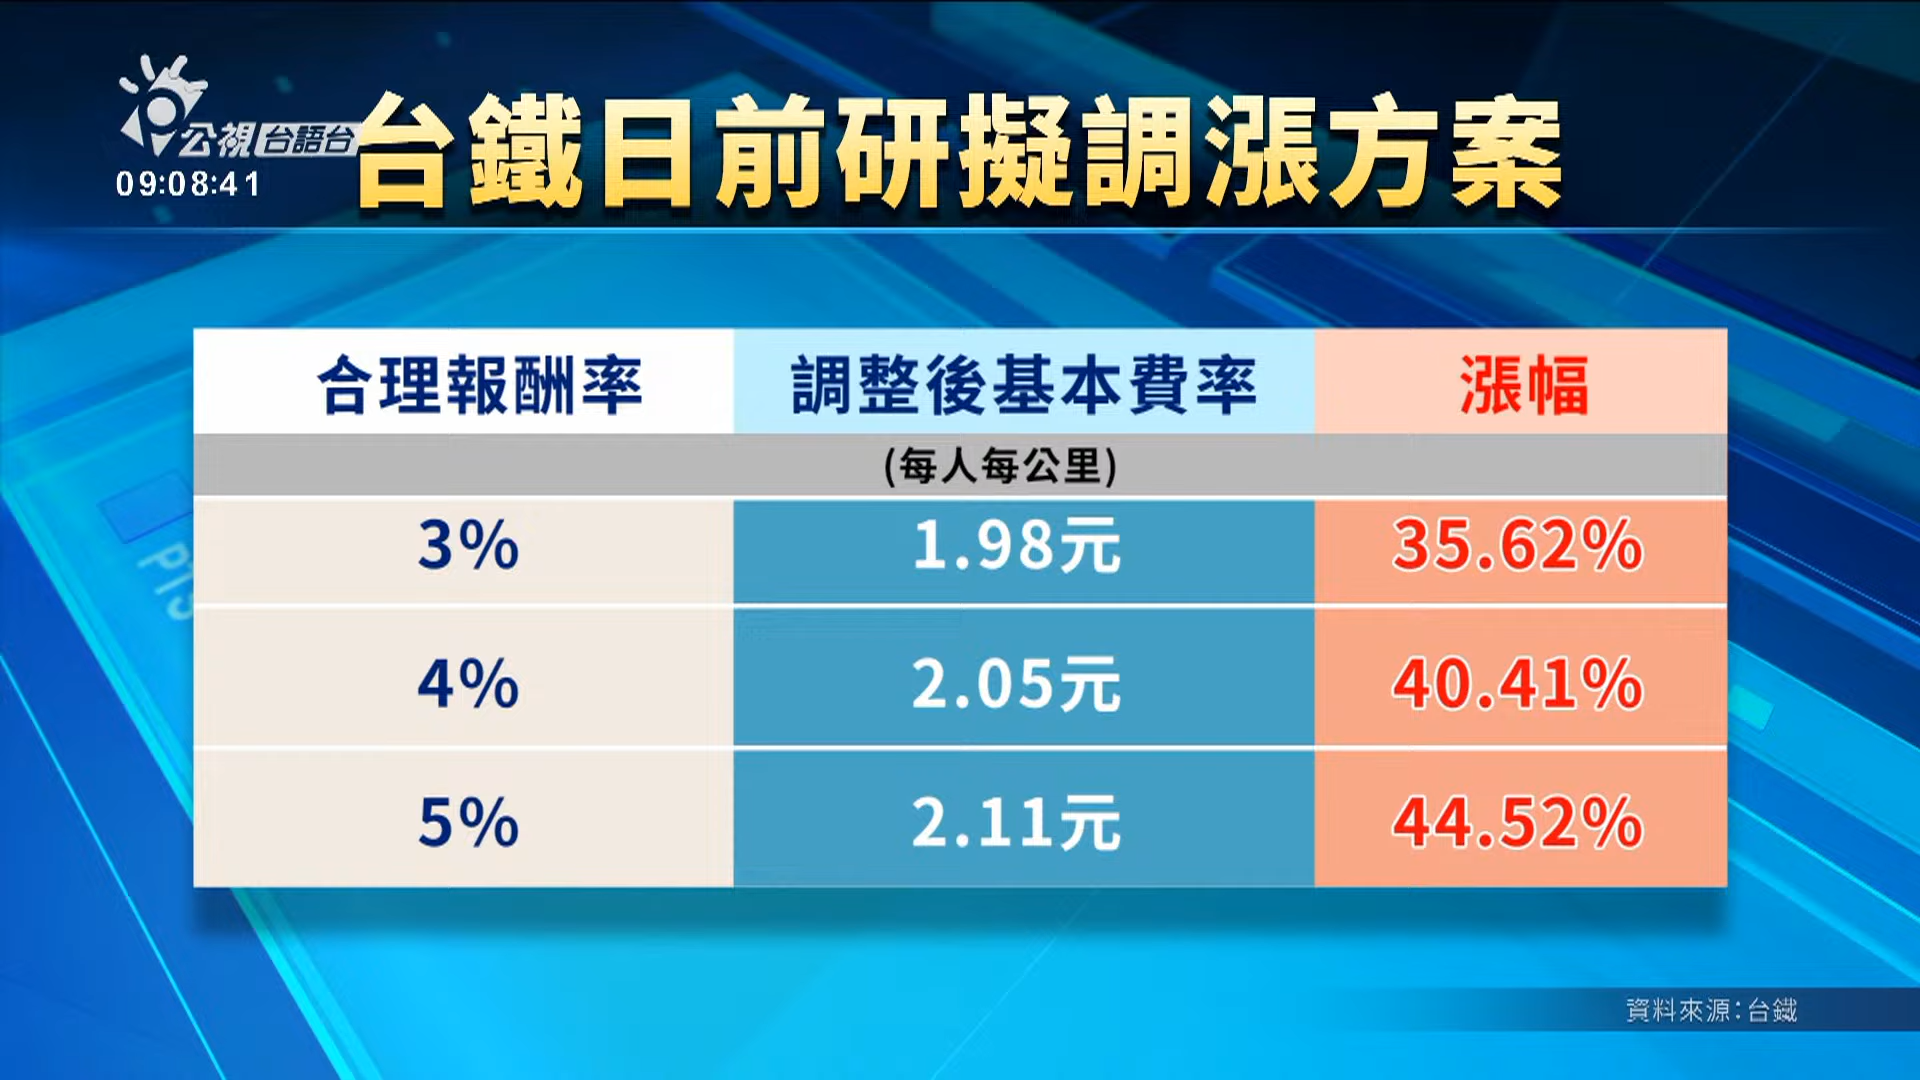 公視台語台
09:08:41
台鐵日前研擬調漲方案
合理報酬率 調整後基本費率 漲幅
(每人每公里)
3% 1.98元 35.62%
4% 2.05元 40.41%
5% 2.11元 44.52%
PTS
資料來源:台鐵